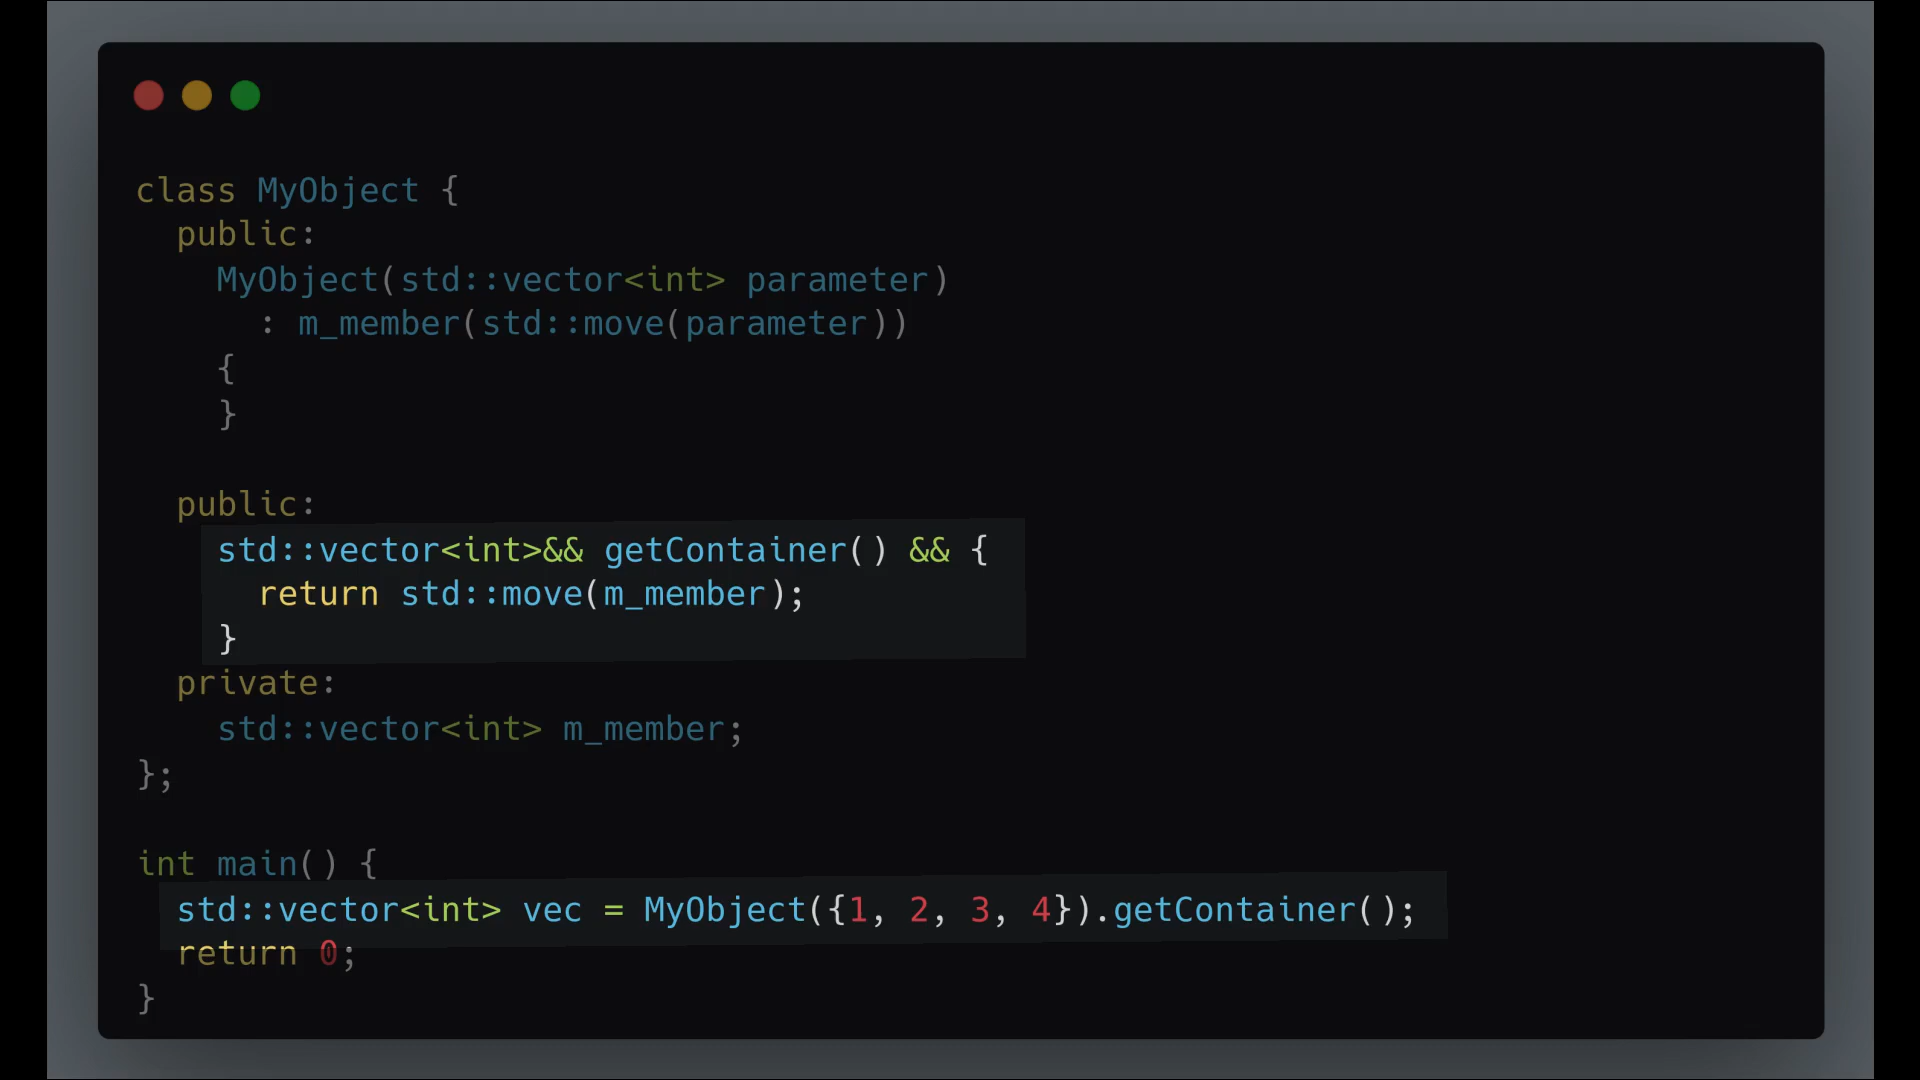 class MyObject {
  public:
    MyObject(std::vector<int> parameter)
      : m_member(std::move(parameter))
    {
    }
  public:
    std::vector<int>&& getContainer() && {
      return std::move(m_member);
    }
  private:
    std::vector<int> m_member;
};
int main() {
  std::vector<int> vec = MyObject({1, 2, 3, 4}).getContainer();
  return 0;
}